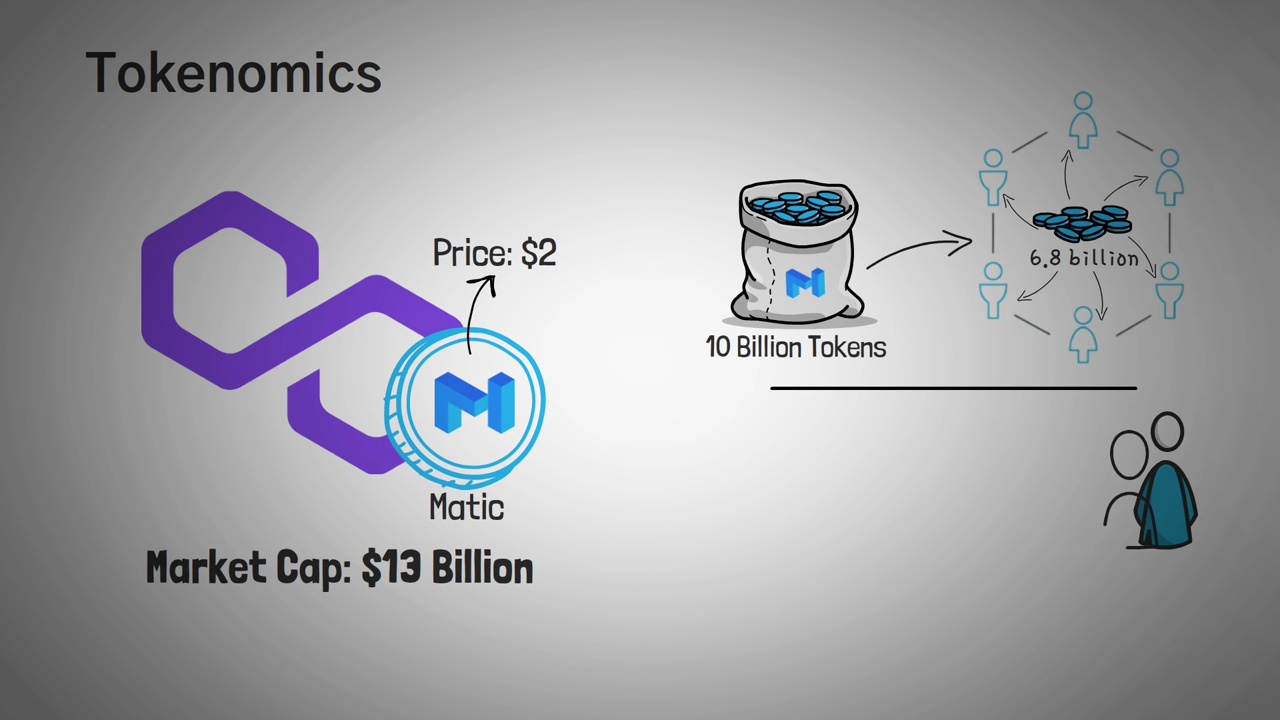 Tokenomics
Price: $2
Matic
Market Cap: $13 Billion
10 Billion Tokens
6.8 billion